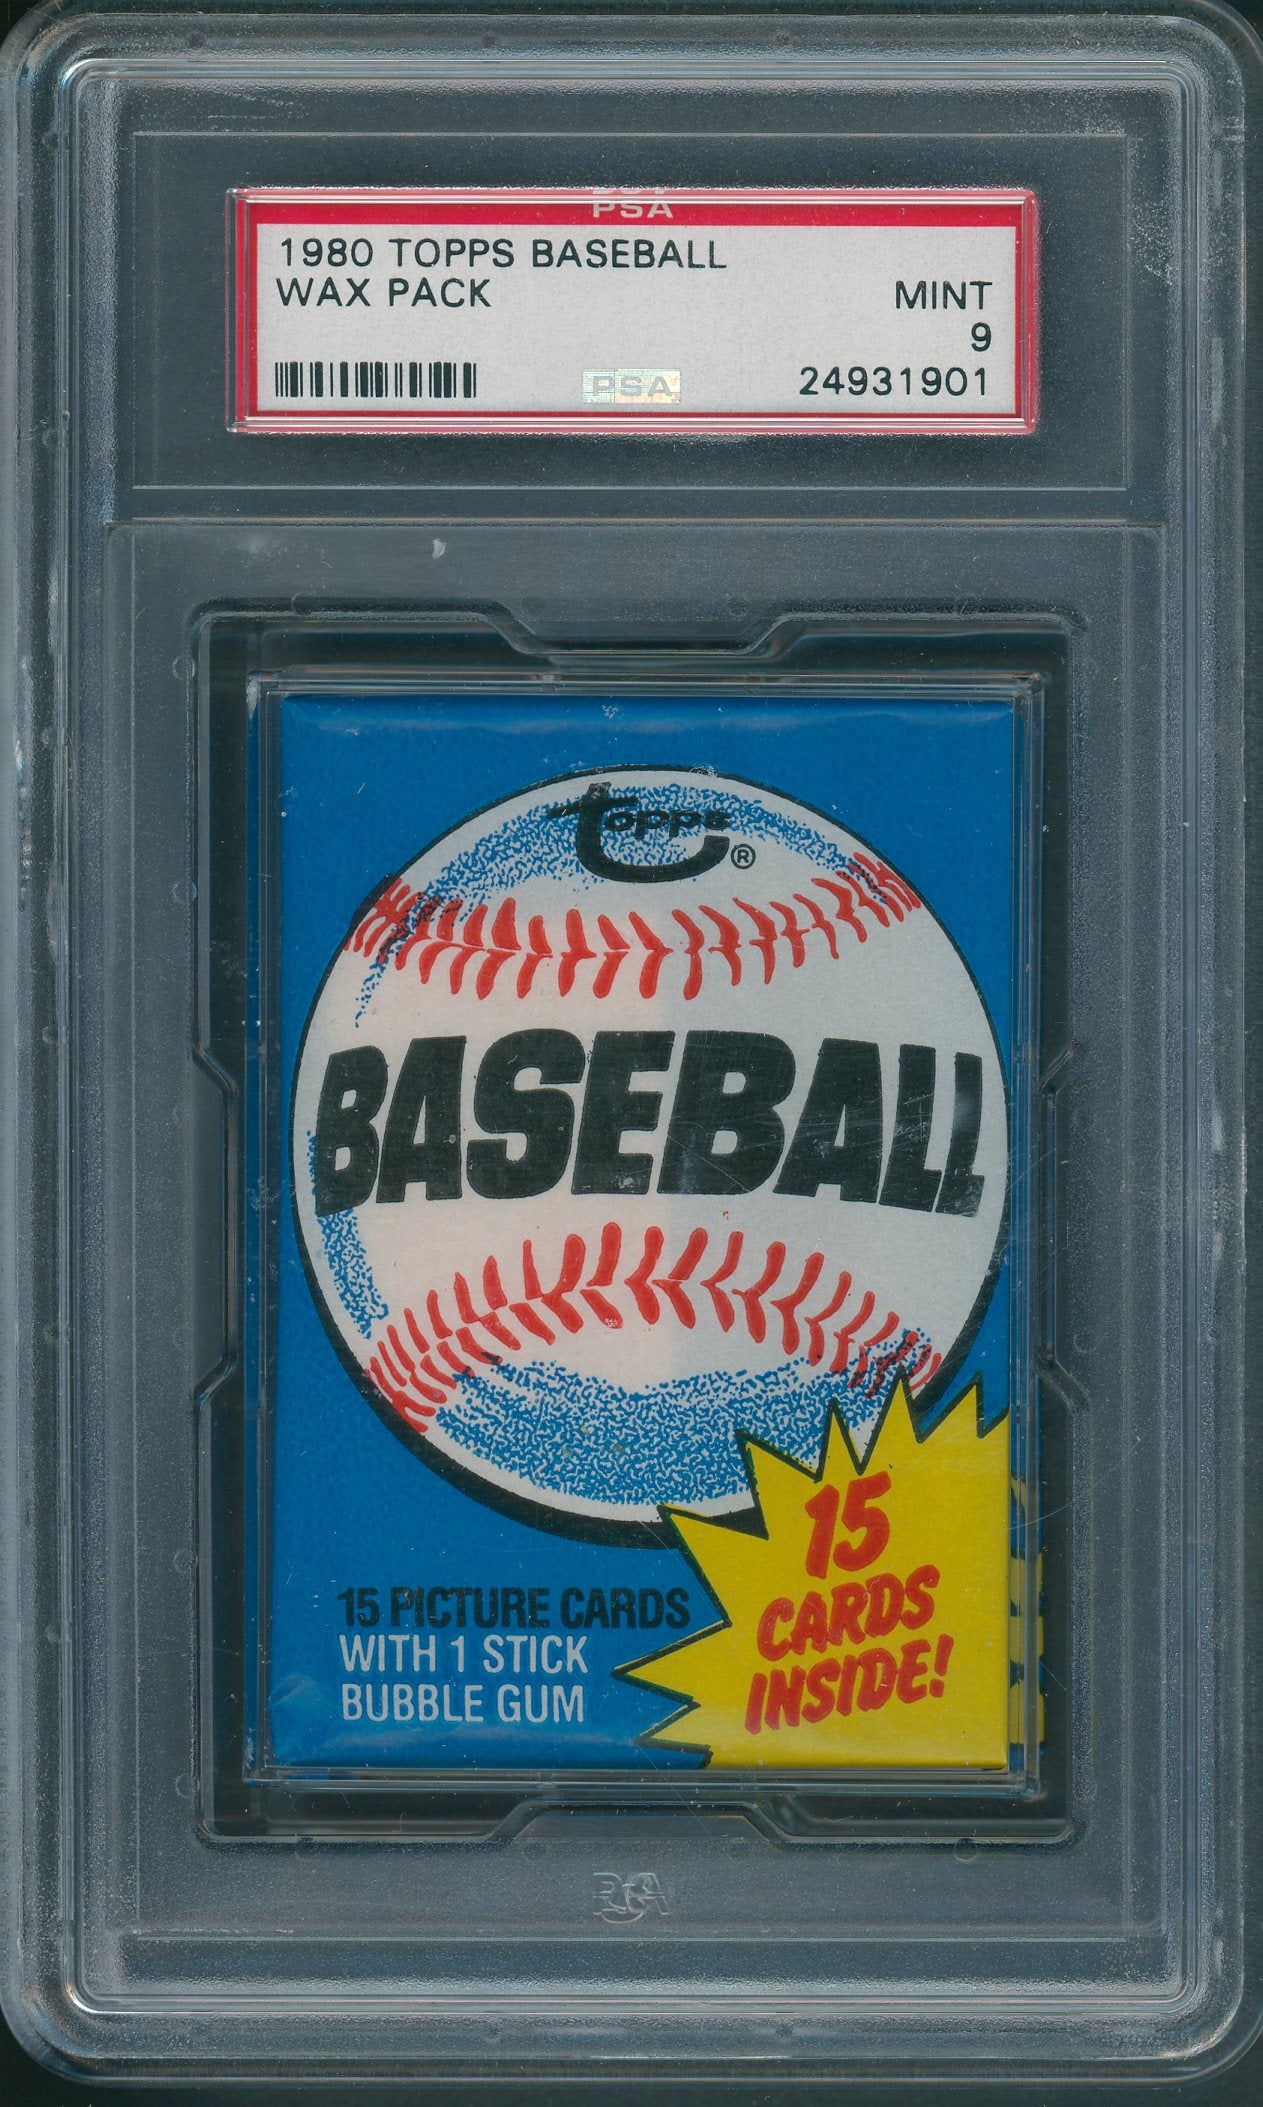 PSA
1980 TOPPS BASEBALL
WAX PACK
MINT
9
PSA
24931901
topps ®
BASEBALL
15 PICTURE CARDS
WITH 1 STICK
BUBBLE GUM
15
CARDS
INSIDE!
PSA